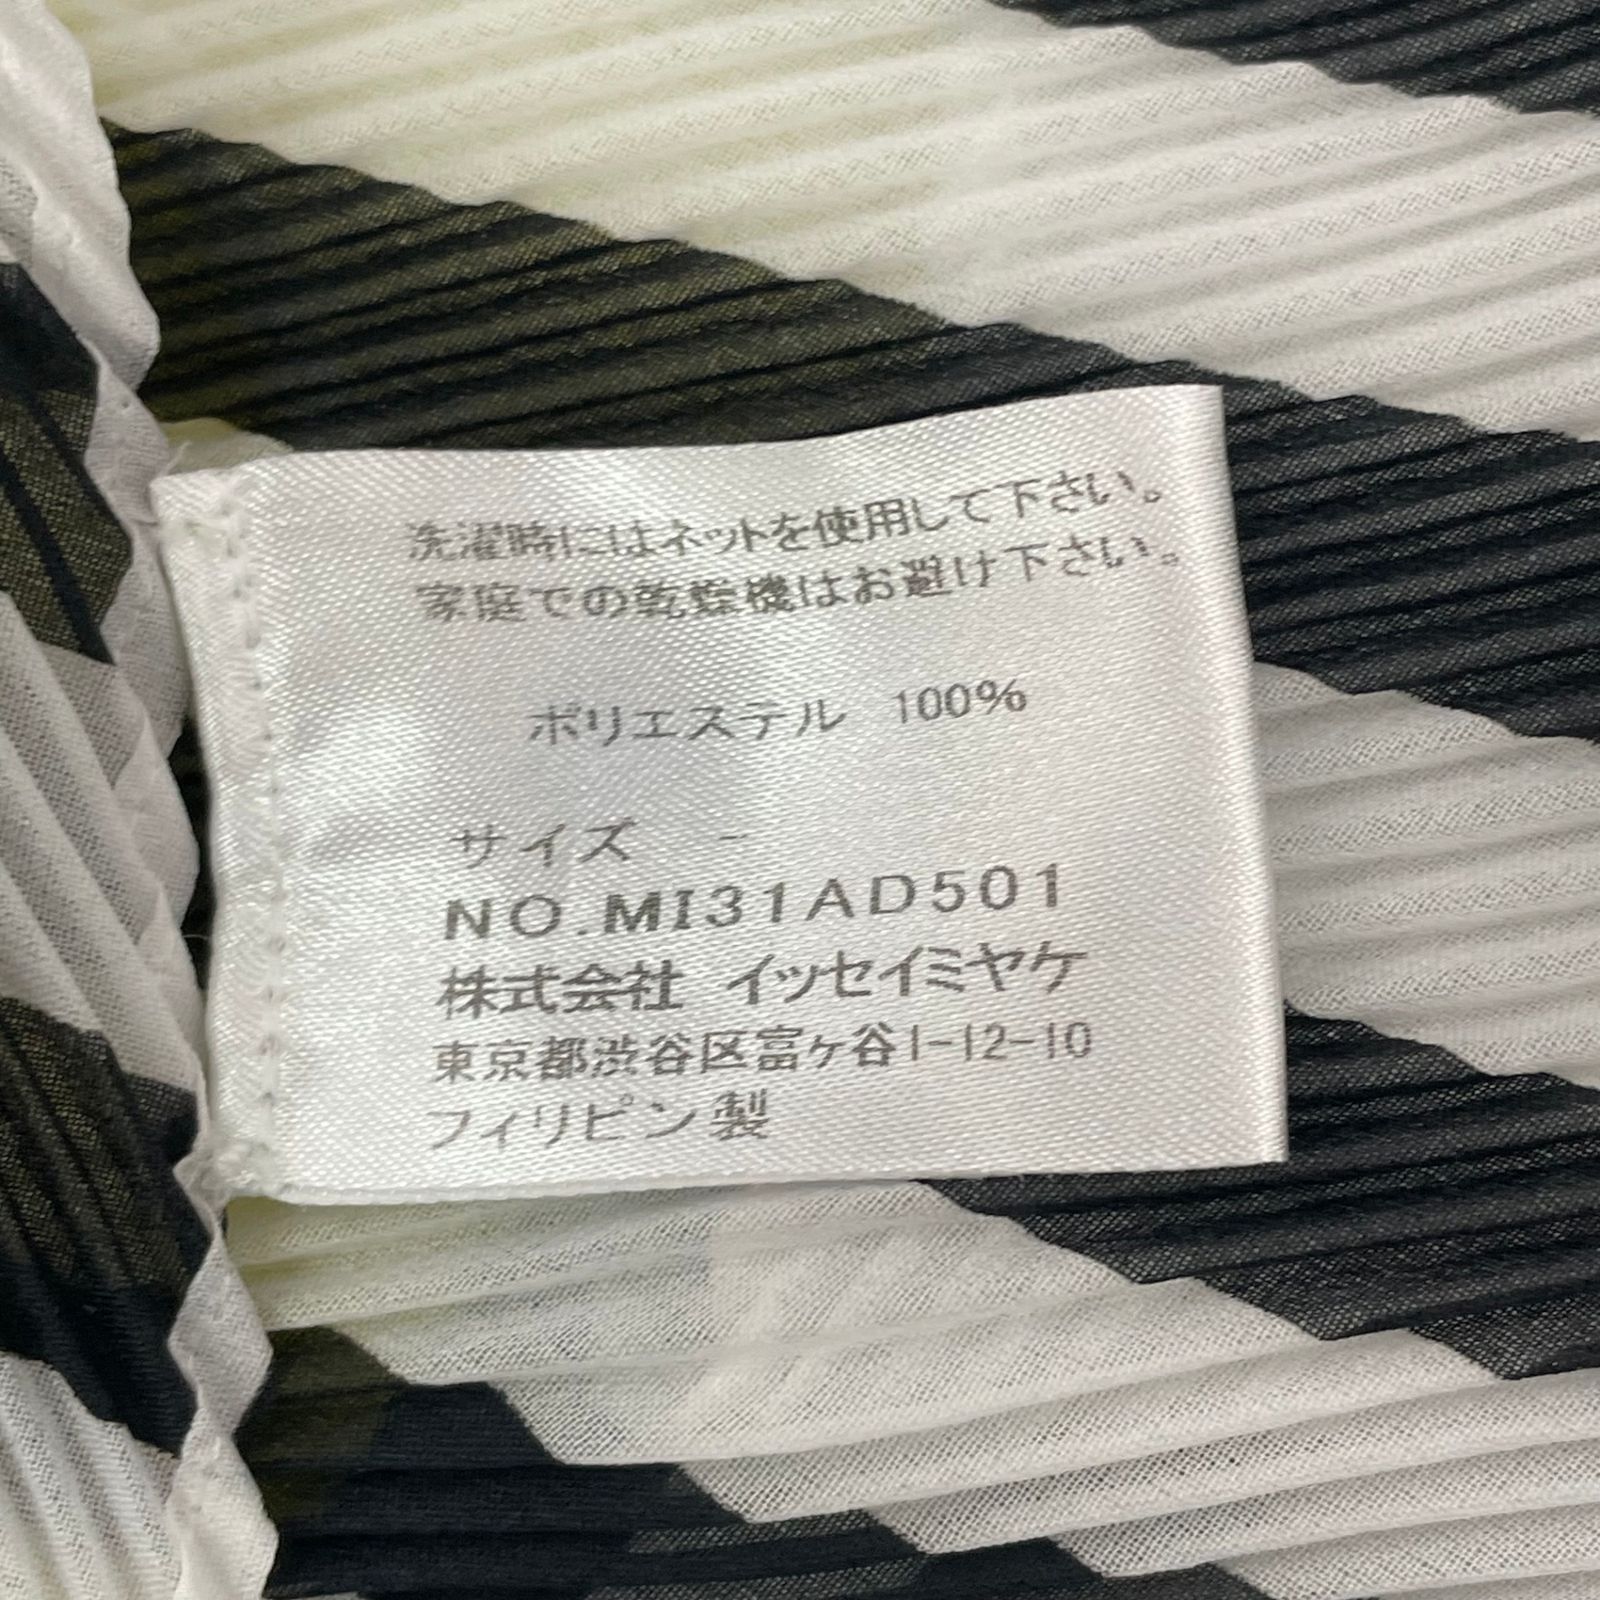 洗濯時にはネットを使用して下さい。
家庭での乾燥機はお避け下さい。
ポリエステル 100%
サイズ -
NO.MI31AD501
株式会社 イッセイミヤケ
東京都渋谷区富ヶ谷1-12-10
フィリピン製